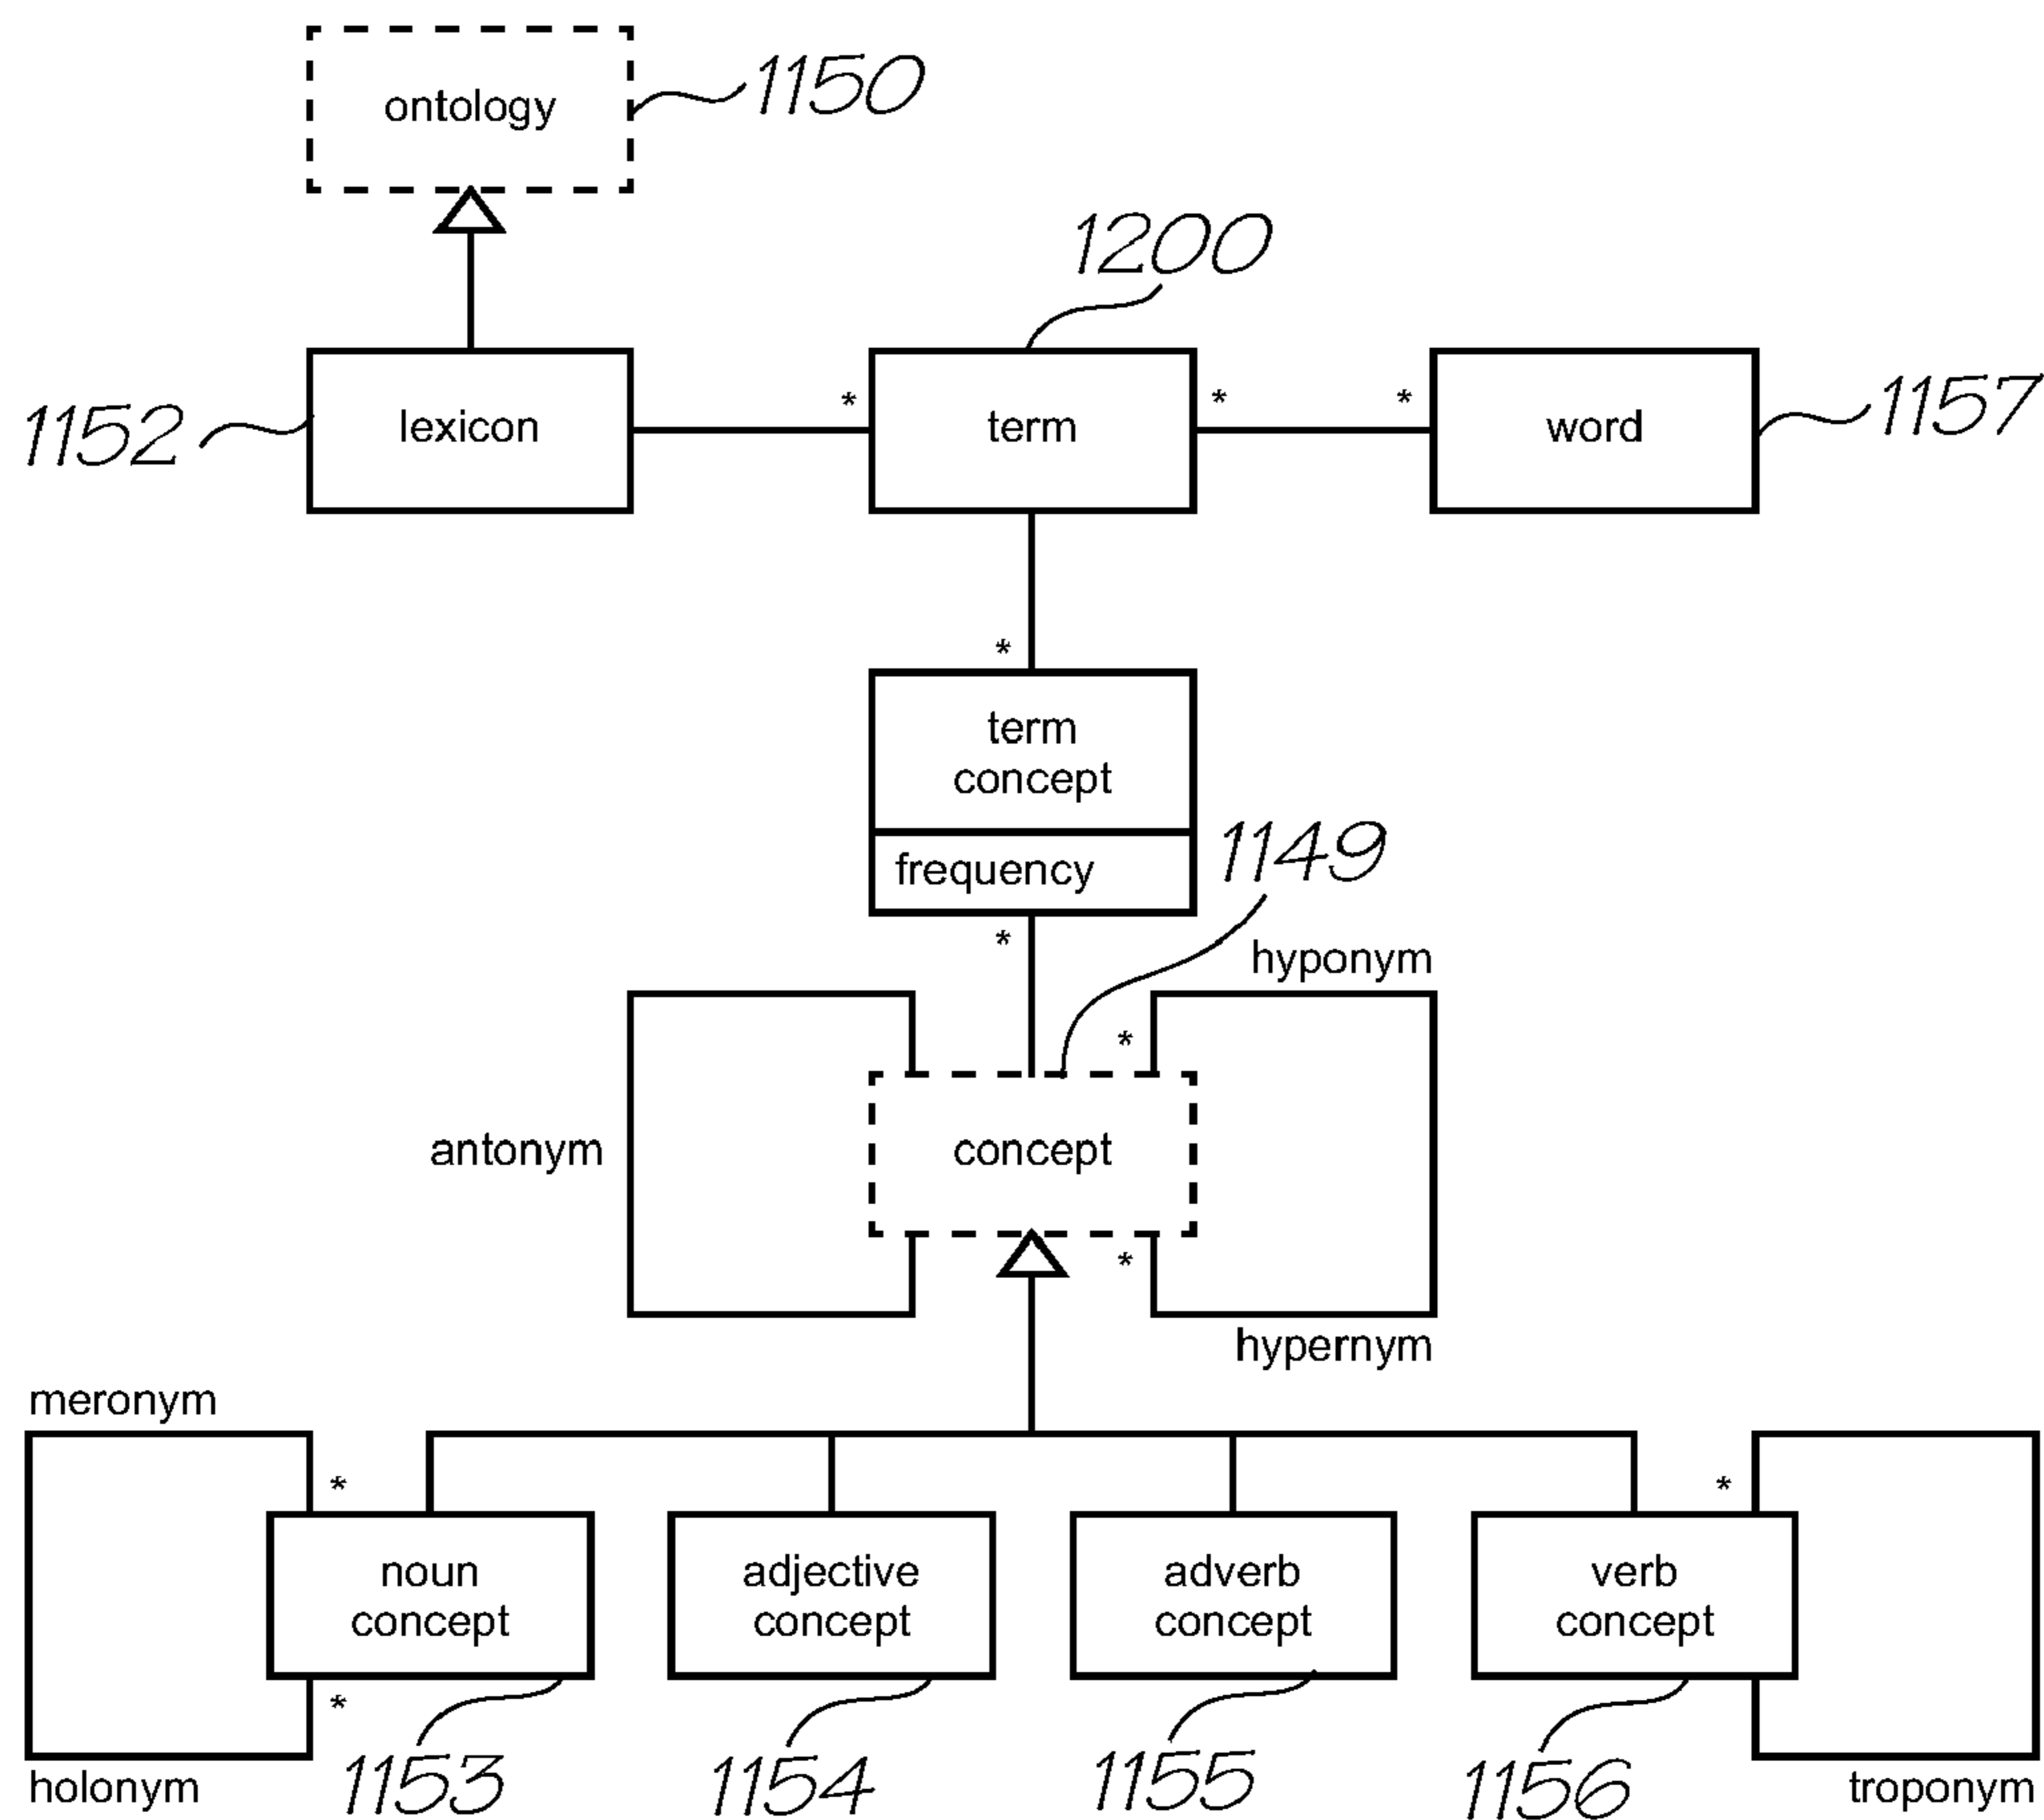 ontology
1150
1200
1152
lexicon
*
term
*
*
word
1157
*
term
concept
frequency
1149
*
hyponym
*
antonym
concept
*
hypernym
meronym
*
*
noun
concept
adjective
concept
adverb
concept
verb
concept
*
holonym
1153
1154
1155
1156
troponym